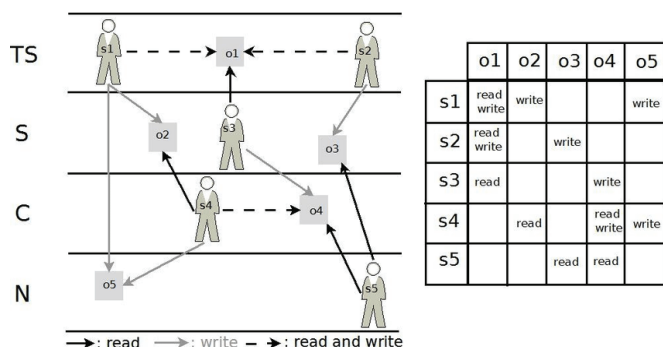 TS
s1
o1
s2
S
o2
s3
o3
C
s4
o4
N
o5
s5
: read : write : read and write
o1 o2 o3 o4 o5
s1 read write write write
s2 read write write
s3 read write
s4 read read write write
s5 read read